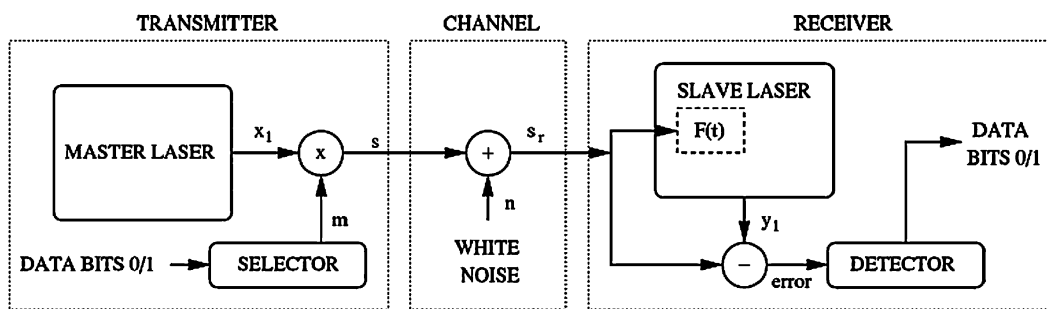 TRANSMITTER
CHANNEL
RECEIVER
MASTER LASER
x1
x
s
m
DATA BITS 0/1
SELECTOR
+
sr
n
WHITE
NOISE
SLAVE LASER
F(t)
y1
−
error
DETECTOR
DATA
BITS 0/1